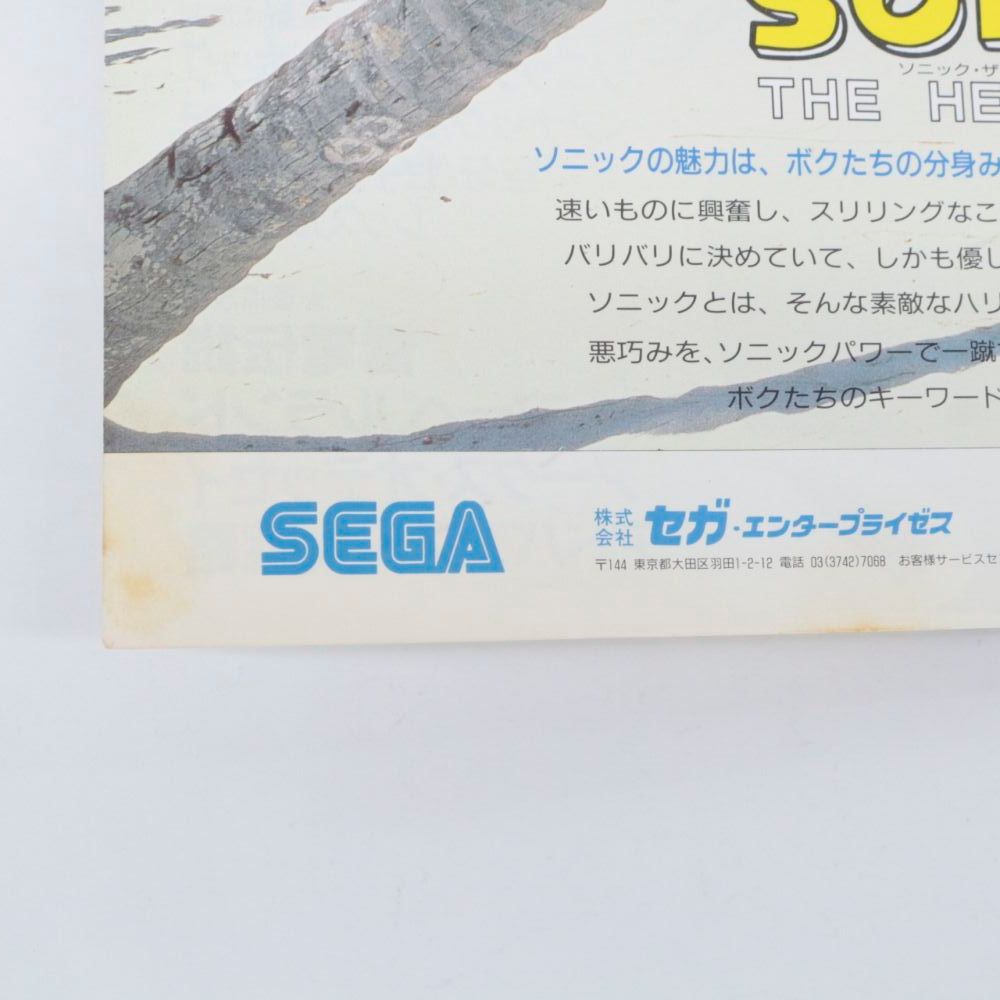 ソニック・ザ
THE HE
ソニックの魅力は、ボクたちの分身み
速いものに興奮し、スリリングなこ
バリバリに決めていて、しかも優し
ソニックとは、そんな素敵なハリ
悪巧みを、ソニックパワーで一蹴
ボクたちのキーワード
SEGA
株式会社 セガ・エンタープライゼス
〒144 東京都大田区羽田1-2-12 電話 03(3742)7068 お客様サービスセ